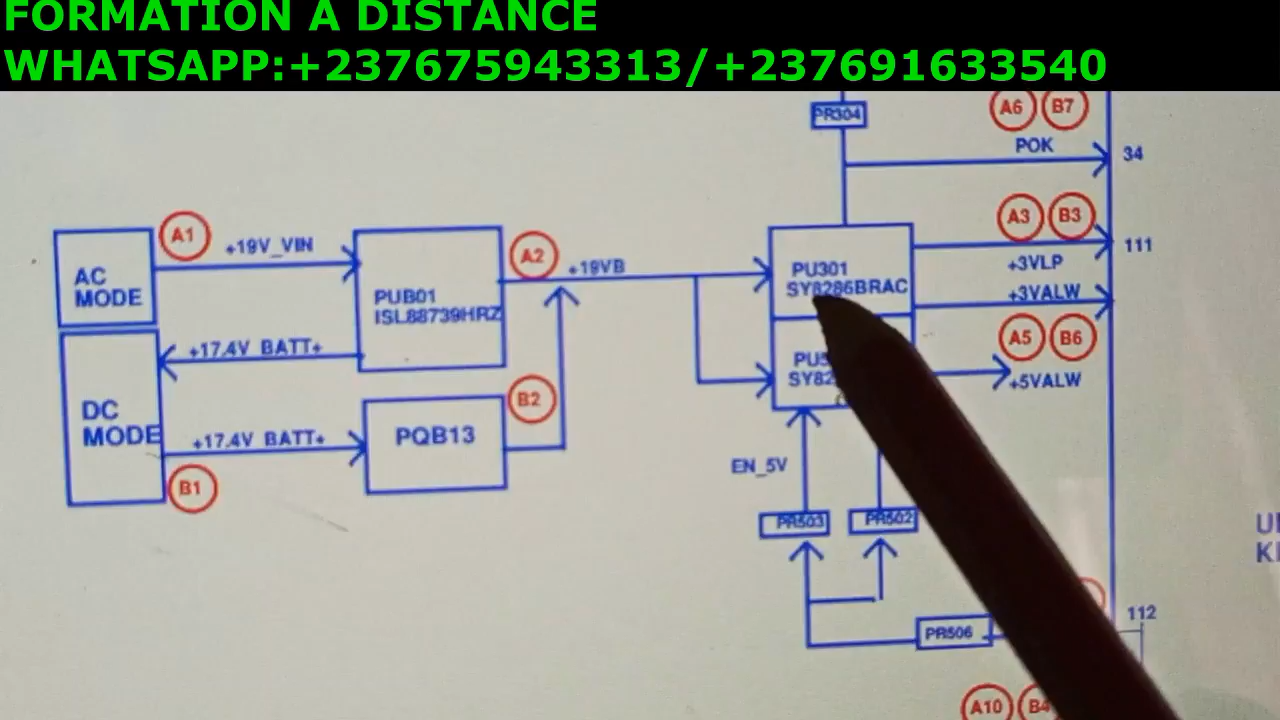 FORMATION A DISTANCE
WHATSAPP:+237675943313/+237691633540
PR304
A6
B7
POK
34
A1
+19V_VIN
A2
+19VB
A3
B3
111
+3VLP
AC
MODE
PUB01
ISL88739HRZ
PU301
SY8286BRAC
+3VALW
+17.4V BATT+
A5
B6
+5VALW
DC
MODE
+17.4V BATT+
B2
PQB13
B1
EN_5V
PR503
PR502
PR506
112
A10